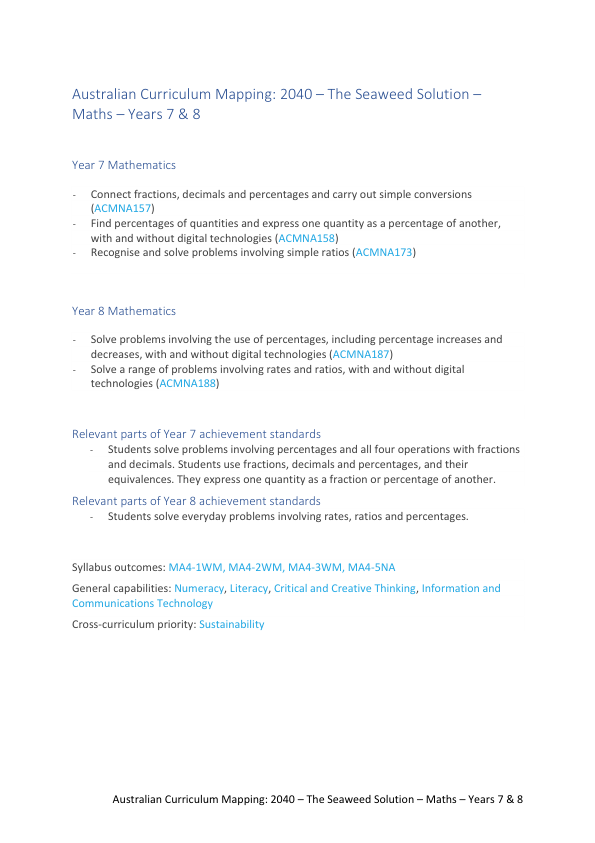 Australian Curriculum Mapping: 2040 – The Seaweed Solution –
Maths – Years 7 & 8
Year 7 Mathematics
- Connect fractions, decimals and percentages and carry out simple conversions
(ACMNA157)
- Find percentages of quantities and express one quantity as a percentage of another,
with and without digital technologies (ACMNA158)
- Recognise and solve problems involving simple ratios (ACMNA173)
Year 8 Mathematics
- Solve problems involving the use of percentages, including percentage increases and
decreases, with and without digital technologies (ACMNA187)
- Solve a range of problems involving rates and ratios, with and without digital
technologies (ACMNA188)
Relevant parts of Year 7 achievement standards
- Students solve problems involving percentages and all four operations with fractions
and decimals. Students use fractions, decimals and percentages, and their
equivalences. They express one quantity as a fraction or percentage of another.
Relevant parts of Year 8 achievement standards
- Students solve everyday problems involving rates, ratios and percentages.
Syllabus outcomes: MA4-1WM, MA4-2WM, MA4-3WM, MA4-5NA
General capabilities: Numeracy, Literacy, Critical and Creative Thinking, Information and
Communications Technology
Cross-curriculum priority: Sustainability
Australian Curriculum Mapping: 2040 – The Seaweed Solution – Maths – Years 7 & 8